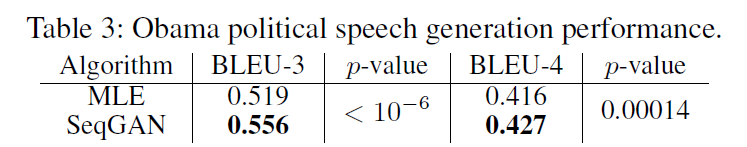 Table 3: Obama political speech generation performance.
Algorithm BLEU-3 p-value BLEU-4 p-value
MLE 0.519 < 10⁻⁶ 0.416 0.00014
SeqGAN 0.556 0.427